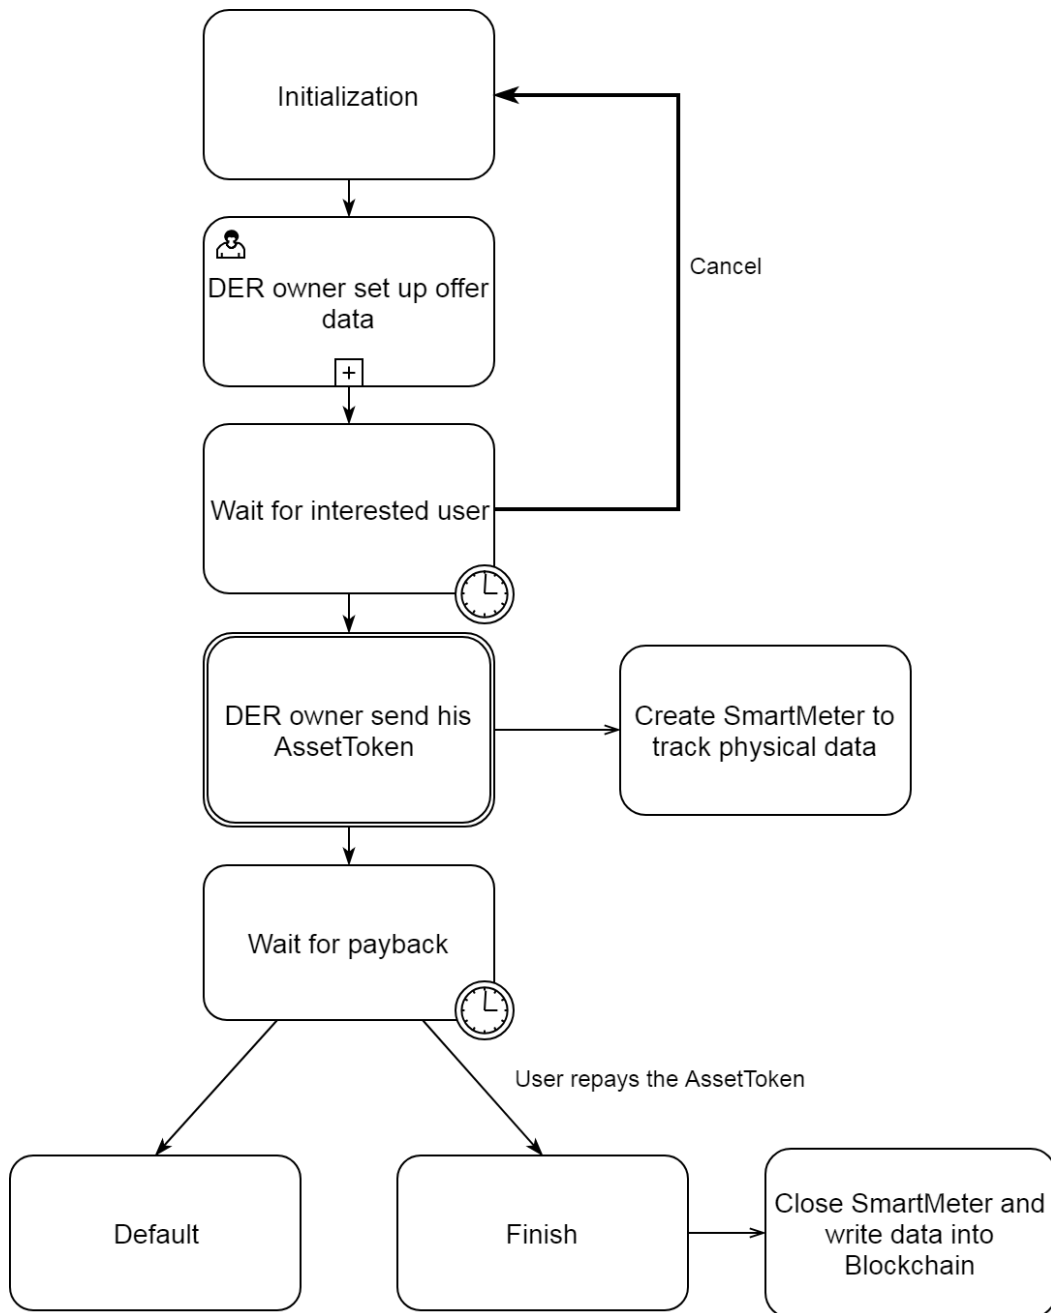 Initialization
Cancel
DER owner set up offer
data
Wait for interested user
DER owner send his
AssetToken
Create SmartMeter to
track physical data
Wait for payback
User repays the AssetToken
Default
Finish
Close SmartMeter and
write data into
Blockchain